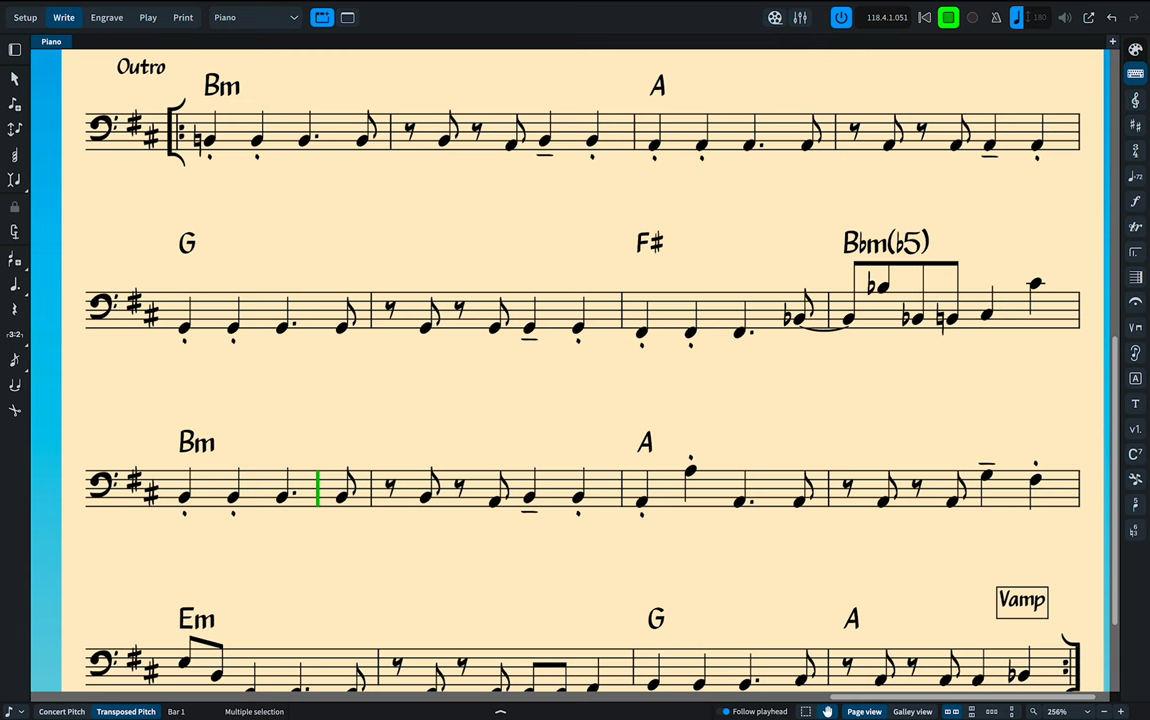 Setup Write Engrave Play Print Piano 118.4.1.051 180
Piano
Outro
Bm A
G F# B♭m(♭5)
Bm A
Em G A Vamp
Concert Pitch Transposed Pitch Bar 1 Multiple selection Follow playhead Page view Galley view 256%